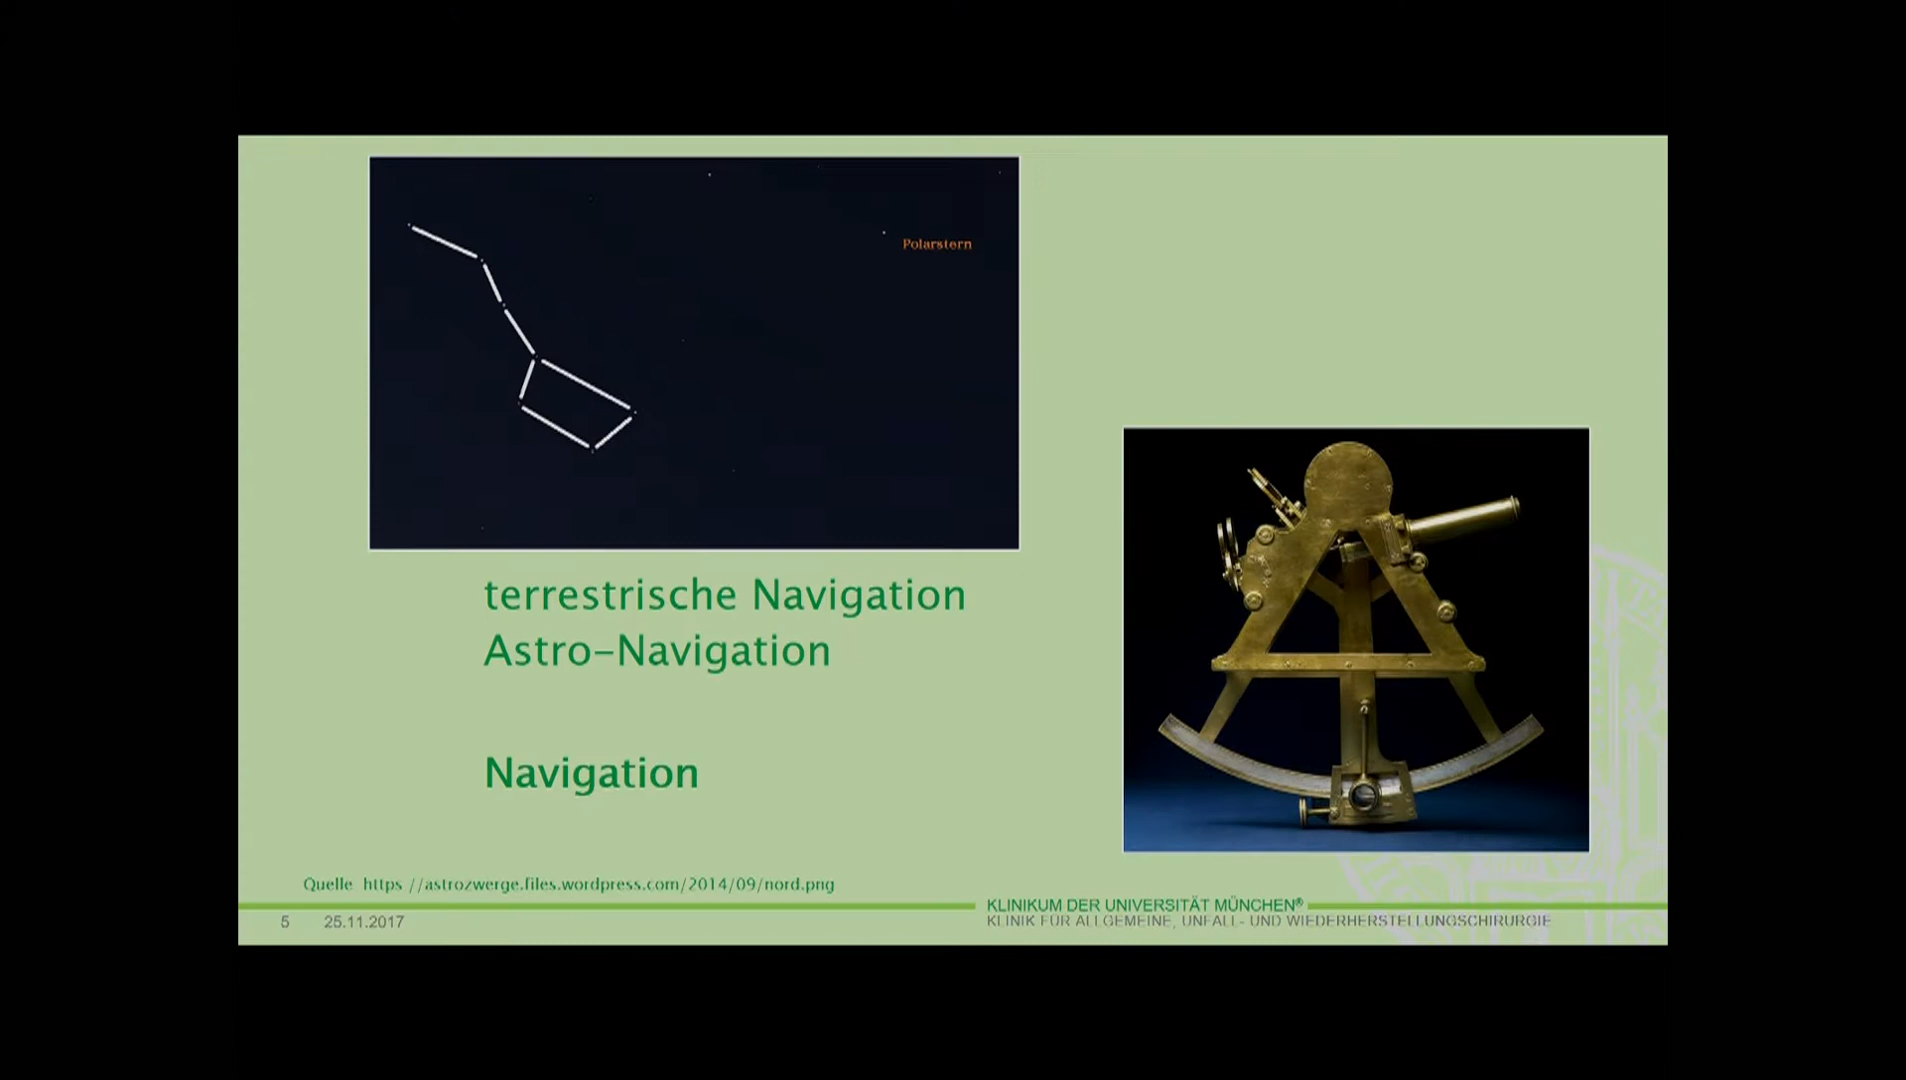 Polarstern
terrestrische Navigation
Astro-Navigation
Navigation
Quelle https //astrozwerge.files.wordpress.com/2014/09/nord.png
KLINIKUM DER UNIVERSITÄT MÜNCHEN®
5 25.11.2017
KLINIK FÜR ALLGEMEINE, UNFALL- UND WIEDERHERSTELLUNGSCHIRURGIE